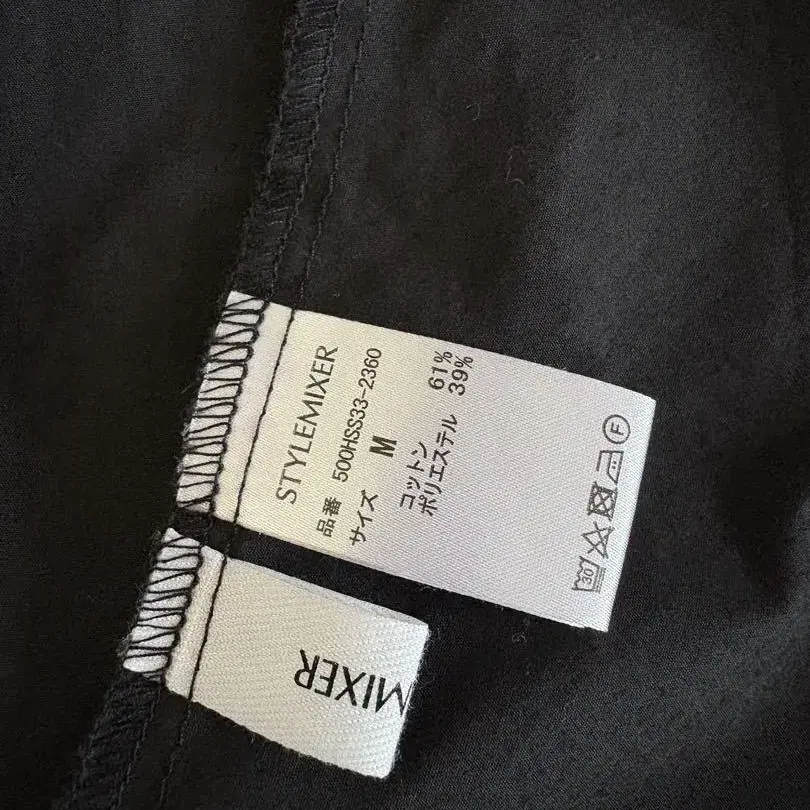 STYLEMIXER
品番 500HSS33-2360
サイズ M
コットン 61%
ポリエステル 39%
30
F
MIXER